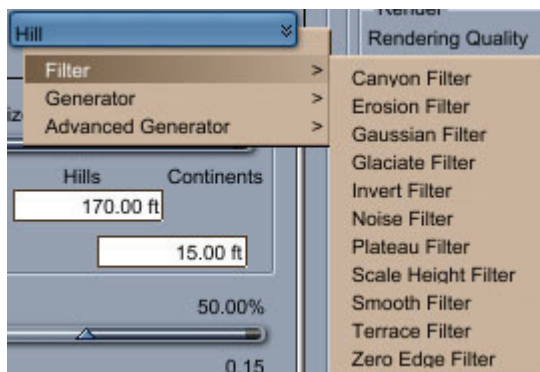 Render
Hill
Rendering Quality
Filter >
Generator >
Advanced Generator >
Canyon Filter
Erosion Filter
Gaussian Filter
Glaciate Filter
Invert Filter
Noise Filter
Plateau Filter
Scale Height Filter
Smooth Filter
Terrace Filter
Zero Edge Filter
Hills Continents
170.00 ft
15.00 ft
50.00%
0.15